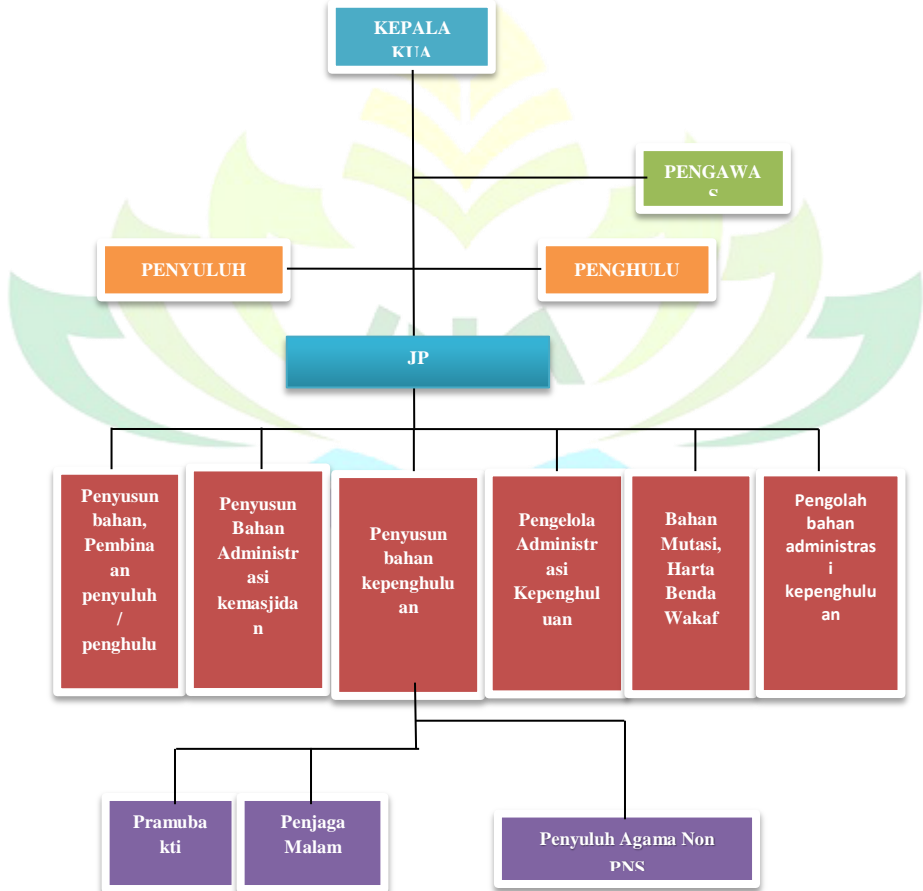 KEPALA
KUA
PENGAWA
S
PENYULUH
PENGHULU
JP
Penyusun
bahan,
Pembina
an
penyuluh
/
penghulu
Penyusun
Bahan
Administr
asi
kemasjida
n
Penyusun
bahan
kepenghulu
an
Pengelola
Administr
asi
Kepenghul
uan
Bahan
Mutasi,
Harta
Benda
Wakaf
Pengolah
bahan
administras
i
kepenghulu
an
Pramuba
kti
Penjaga
Malam
Penyuluh Agama Non
PNS